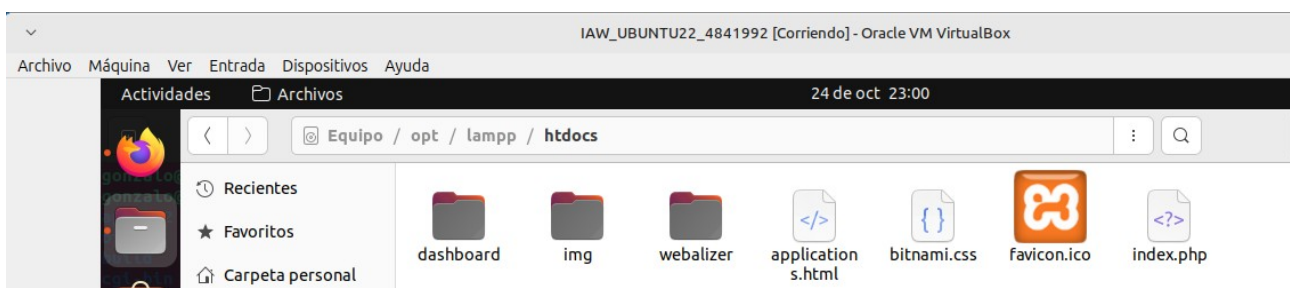 IAW_UBUNTU22_4841992 [Corriendo] - Oracle VM VirtualBox
Archivo Máquina Ver Entrada Dispositivos Ayuda
Actividades Archivos 24 de oct 23:00
Equipo / opt / lampp / htdocs
Recientes
Favoritos
Carpeta personal
dashboard img webalizer application bitnami.css favicon.ico index.php
s.html